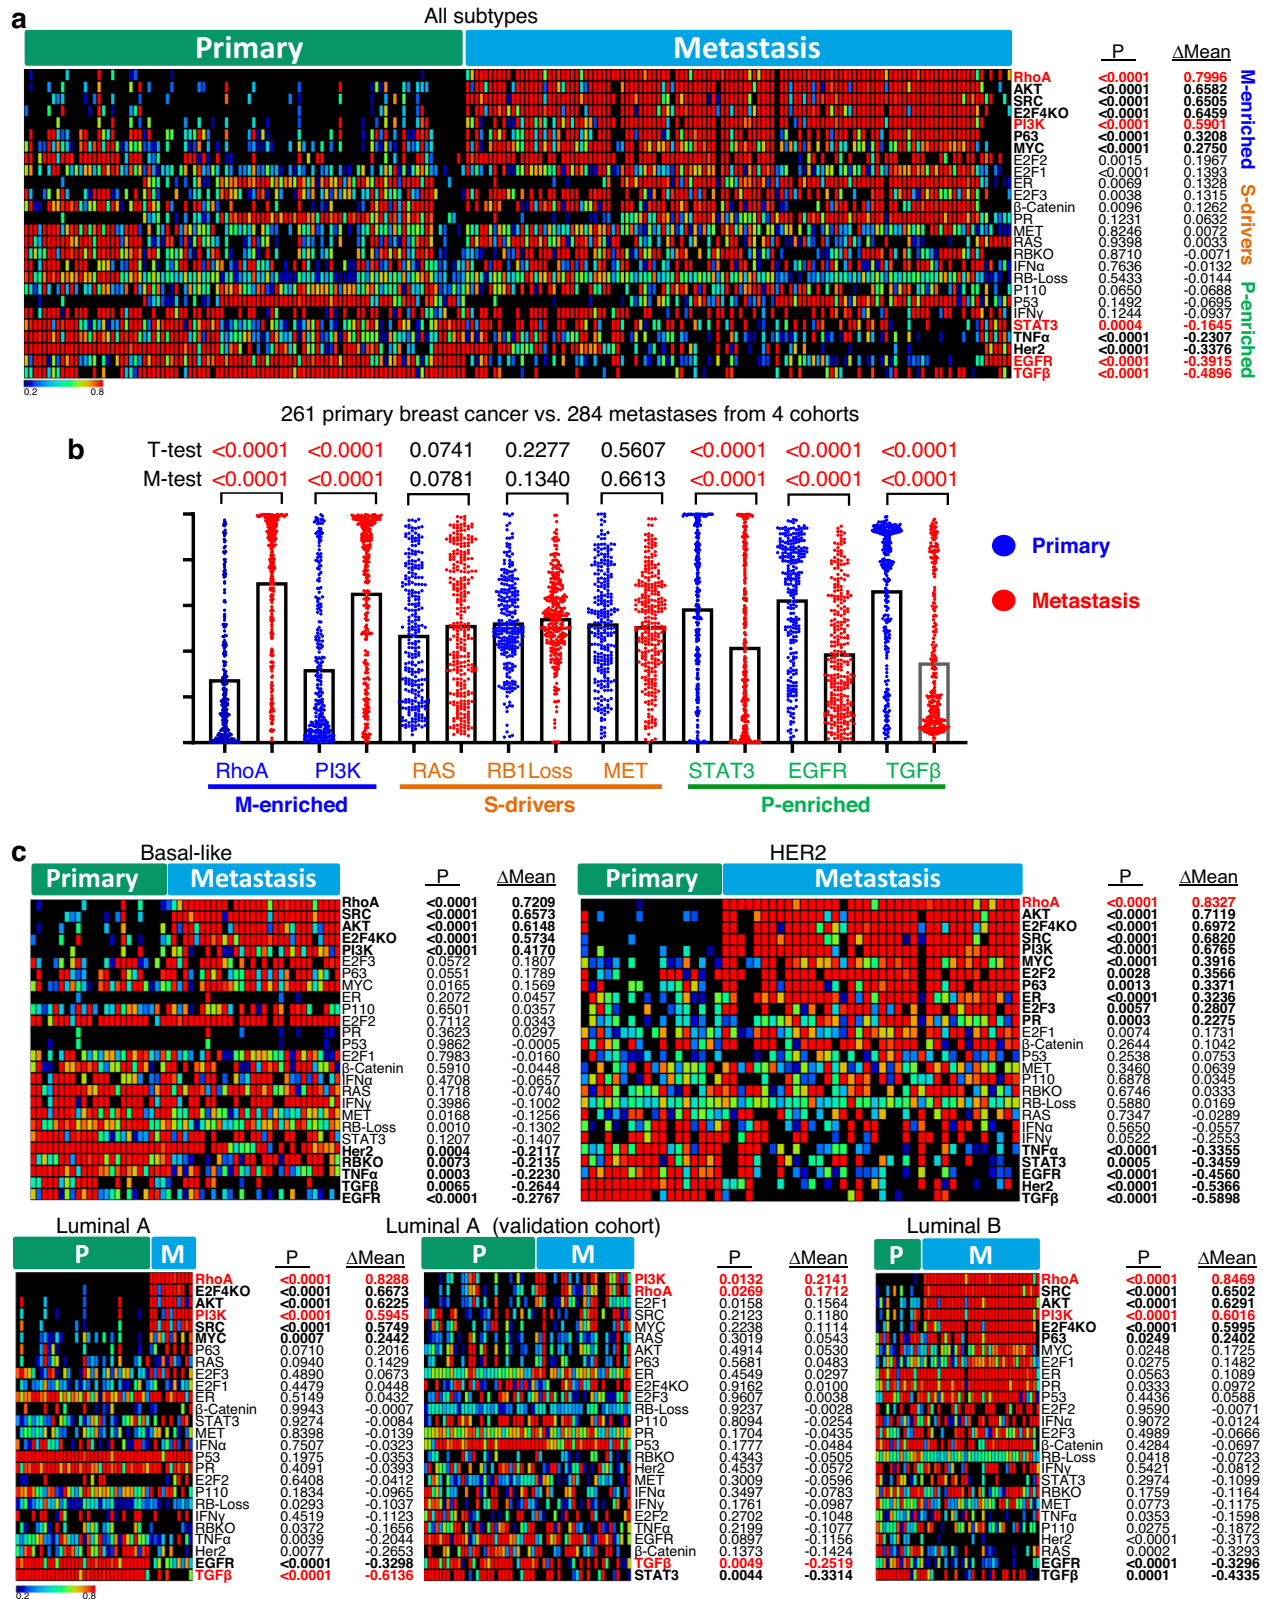 a
All subtypes
Primary Metastasis P ΔMean
RhoA <0.0001 0.7996
AKT <0.0001 0.6582
SRC <0.0001 0.6505
E2F4KO <0.0001 0.6459
PI3K <0.0001 0.5901
P63 <0.0001 0.3208
MYC <0.0001 0.2750
E2F2 0.0015 0.1967
E2F1 <0.0001 0.1393
ER 0.0069 0.1328
E2F3 0.0038 0.1315
β-Catenin 0.0096 0.1262
PR 0.1231 0.0632
MET 0.8246 0.0072
RAS 0.9398 0.0033
RBKO 0.8710 -0.0071
IFNα 0.7636 -0.0132
RB-Loss 0.5433 -0.0144
P110 0.0650 -0.0688
P53 0.1492 -0.0695
IFNγ 0.1244 -0.0937
STAT3 0.0004 -0.1645
TNFα <0.0001 -0.2307
Her2 <0.0001 -0.3376
EGFR <0.0001 -0.3915
TGFβ <0.0001 -0.4896
M-enriched S-drivers P-enriched
0.2 0.8
261 primary breast cancer vs. 284 metastases from 4 cohorts
b
T-test <0.0001 <0.0001 0.0741 0.2277 0.5607 <0.0001 <0.0001 <0.0001
M-test <0.0001 <0.0001 0.0781 0.1340 0.6613 <0.0001 <0.0001 <0.0001
Primary
Metastasis
RhoA PI3K RAS RB1Loss MET STAT3 EGFR TGFβ
M-enriched S-drivers P-enriched
c
Basal-like
Primary Metastasis P ΔMean
RhoA <0.0001 0.7209
SRC <0.0001 0.6573
AKT <0.0001 0.6148
E2F4KO <0.0001 0.5734
PI3K <0.0001 0.4170
E2F3 0.0572 0.1807
P63 0.0551 0.1789
MYC 0.0165 0.1569
ER 0.2072 0.0457
P110 0.6501 0.0357
E2F2 0.7112 0.0343
PR 0.3623 0.0297
P53 0.9862 -0.0005
E2F1 0.7983 -0.0160
β-Catenin 0.5910 -0.0448
IFNα 0.4708 -0.0657
RAS 0.1718 -0.0740
IFNγ 0.3986 -0.1002
MET 0.0168 -0.1256
RB-Loss 0.0010 -0.1302
STAT3 0.1207 -0.1407
Her2 0.0004 -0.2117
RBKO 0.0073 -0.2135
TNFα 0.0003 -0.2230
TGFβ 0.0065 -0.2644
EGFR <0.0001 -0.2767
HER2
Primary Metastasis P ΔMean
RhoA <0.0001 0.8327
AKT <0.0001 0.7119
E2F4KO <0.0001 0.6972
SRC <0.0001 0.6820
PI3K <0.0001 0.6765
MYC <0.0001 0.3916
E2F2 0.0028 0.3566
P63 0.0013 0.3371
ER <0.0001 0.3236
E2F3 0.0057 0.2807
PR 0.0003 0.2275
E2F1 0.0074 0.1731
β-Catenin 0.2644 0.1042
P53 0.2538 0.0753
MET 0.3460 0.0639
P110 0.6878 0.0345
RBKO 0.6746 0.0333
RB-Loss 0.5880 0.0169
RAS 0.7347 -0.0289
IFNα 0.5650 -0.0557
IFNγ 0.0522 -0.2553
TNFα <0.0001 -0.3355
STAT3 0.0005 -0.3459
EGFR <0.0001 -0.4560
Her2 <0.0001 -0.5366
TGFβ <0.0001 -0.5898
Luminal A
P M P ΔMean
RhoA <0.0001 0.8288
E2F4KO <0.0001 0.6673
AKT <0.0001 0.6225
PI3K <0.0001 0.5945
SRC <0.0001 0.5749
MYC 0.0007 0.2442
P63 0.0710 0.2016
RAS 0.0940 0.1429
E2F3 0.4890 0.0673
E2F1 0.4479 0.0448
ER 0.5149 0.0432
β-Catenin 0.9943 -0.0007
STAT3 0.9274 -0.0084
MET 0.8398 -0.0139
IFNα 0.7507 -0.0323
P53 0.1975 -0.0353
PR 0.4091 -0.0393
E2F2 0.6408 -0.0412
P110 0.1834 -0.0965
RB-Loss 0.0293 -0.1037
IFNγ 0.4519 -0.1123
RBKO 0.0372 -0.1656
TNFα 0.0039 -0.2044
Her2 0.0077 -0.2653
EGFR <0.0001 -0.3298
TGFβ <0.0001 -0.6136
0.2 0.8
Luminal A (validation cohort)
P M P ΔMean
PI3K 0.0132 0.2141
RhoA 0.0269 0.1712
E2F1 0.0158 0.1564
SRC 0.2123 0.1180
MYC 0.2238 0.1114
RAS 0.3019 0.0543
AKT 0.4914 0.0530
P63 0.5681 0.0483
ER 0.4549 0.0297
E2F4KO 0.9162 0.0100
E2F3 0.9607 0.0038
RB-Loss 0.9237 -0.0028
P110 0.8094 -0.0254
PR 0.1704 -0.0435
P53 0.1777 -0.0484
RBKO 0.4343 -0.0505
Her2 0.4537 -0.0572
MET 0.3009 -0.0596
IFNα 0.3497 -0.0783
IFNγ 0.1761 -0.0987
E2F2 0.2702 -0.1048
TNFα 0.2199 -0.1077
EGFR 0.0897 -0.1156
β-Catenin 0.1373 -0.1424
TGFβ 0.0049 -0.2519
STAT3 0.0044 -0.3314
Luminal B
P M P ΔMean
RhoA <0.0001 0.8469
SRC <0.0001 0.6502
AKT <0.0001 0.6291
PI3K <0.0001 0.6016
E2F4KO <0.0001 0.5995
P63 0.0249 0.2402
MYC 0.0248 0.1725
E2F1 0.0275 0.1482
ER 0.0563 0.1089
PR 0.0333 0.0972
P53 0.4436 0.0588
E2F2 0.9590 -0.0071
IFNα 0.9072 -0.0124
E2F3 0.4989 -0.0666
β-Catenin 0.4284 -0.0697
RB-Loss 0.0418 -0.0723
IFNγ 0.5421 -0.0812
STAT3 0.2974 -0.1099
RBKO 0.1759 -0.1164
MET 0.0773 -0.1175
TNFα 0.0353 -0.1598
P110 0.0275 -0.1872
Her2 <0.0001 -0.3173
RAS 0.0002 -0.3293
EGFR <0.0001 -0.3296
TGFβ 0.0001 -0.4335